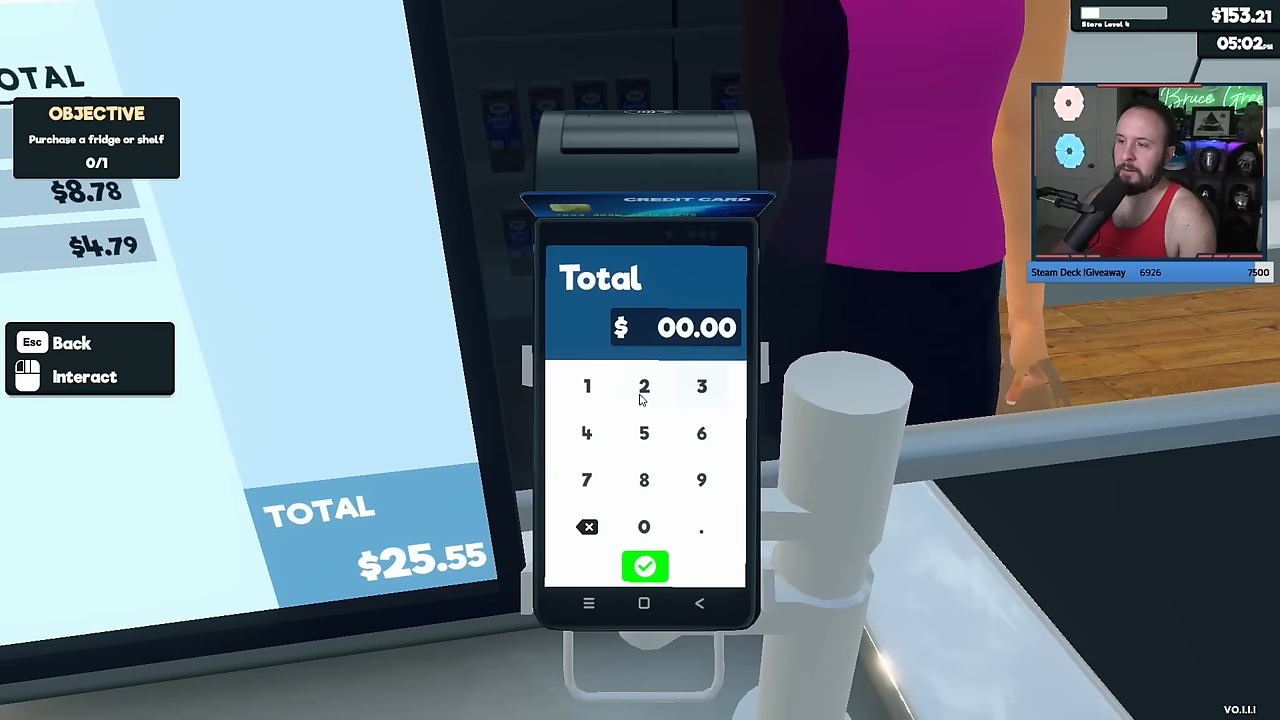 OTAL
OBJECTIVE
Purchase a fridge or shelf
0/1
$8.78
$4.79
Esc Back
Interact
TOTAL
$25.55
CREDIT CARD
Total
$ 00.00
1 2 3
4 5 6
7 8 9
0 .
Store Level 4
$153.21
05:02PM
Bruce Gree
Steam Deck !Giveaway 6926 7500
V0.1.1.1